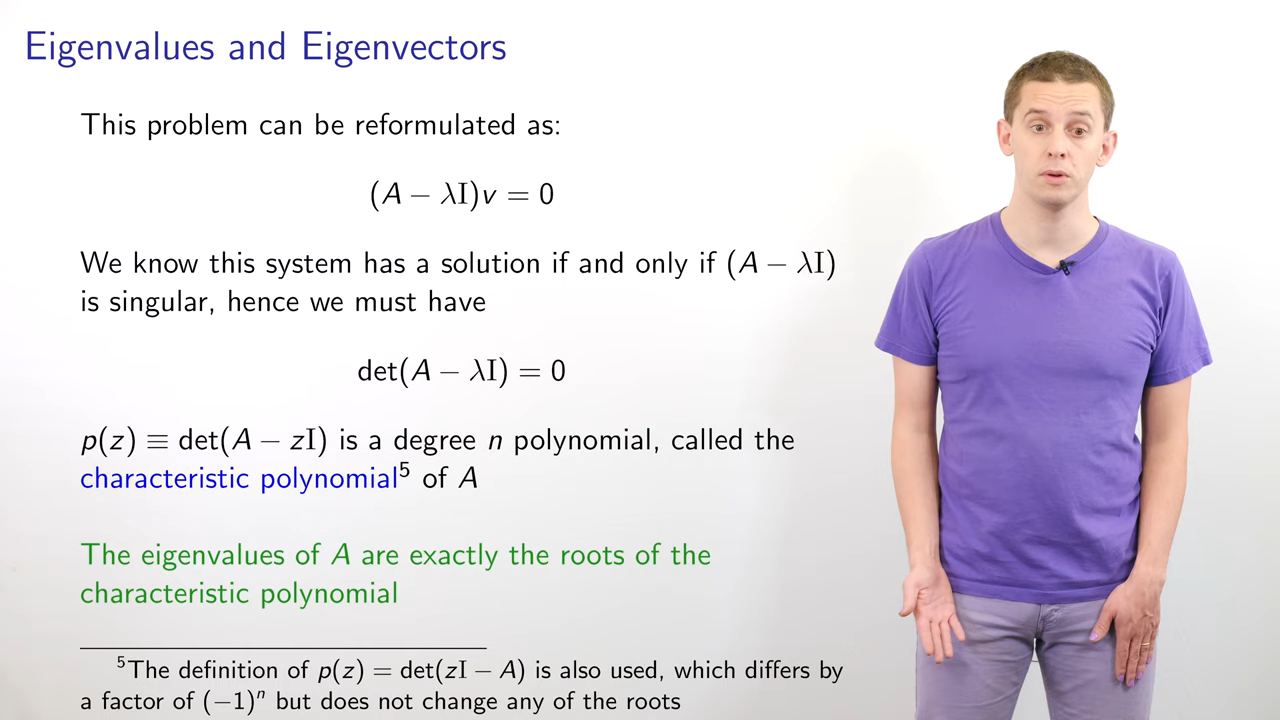 Eigenvalues and Eigenvectors
This problem can be reformulated as:
(A − λI)v = 0
We know this system has a solution if and only if (A − λI)
is singular, hence we must have
det(A − λI) = 0
p(z) ≡ det(A − zI) is a degree n polynomial, called the
characteristic polynomial⁵ of A
The eigenvalues of A are exactly the roots of the
characteristic polynomial
⁵The definition of p(z) = det(zI − A) is also used, which differs by
a factor of (−1)ⁿ but does not change any of the roots